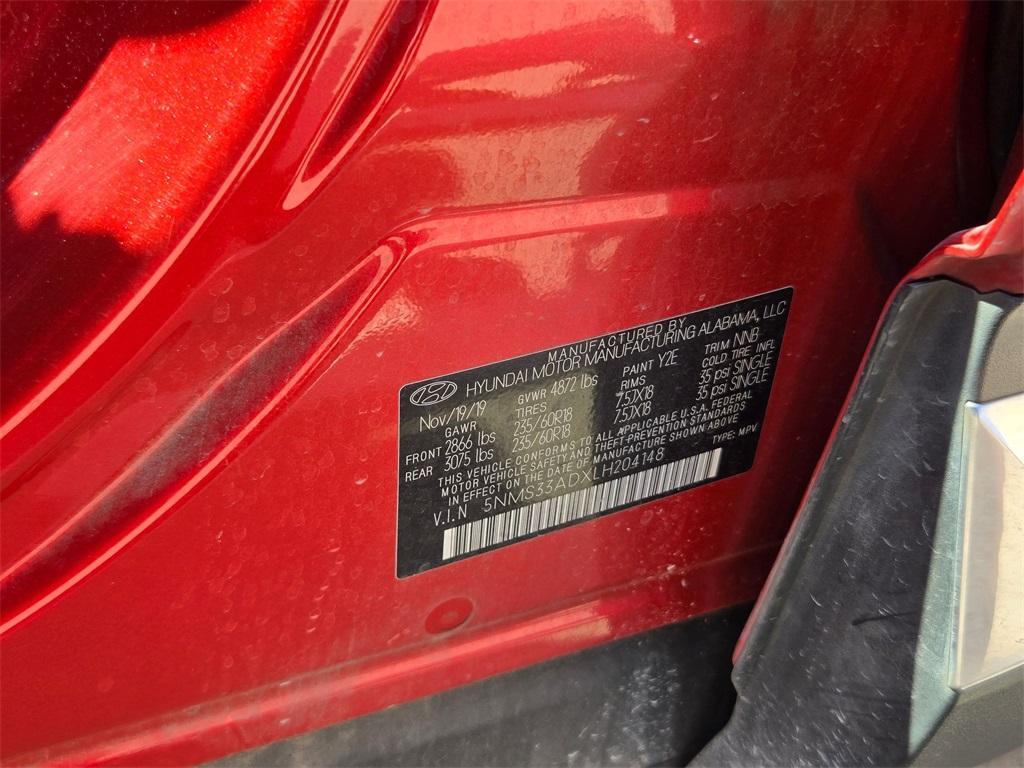 MANUFACTURED BY
HYUNDAI MOTOR MANUFACTURING ALABAMA, LLC
Nov/19/19 GVWR 4872 lbs PAINT Y2E TRIM NNB
GAWR TIRES RIMS COLD TIRE INFL
FRONT 2866 lbs 235/60R18 7.5JX18 35 psi SINGLE
REAR 3075 lbs 235/60R18 7.5JX18 35 psi SINGLE
THIS VEHICLE CONFORMS TO ALL APPLICABLE U.S.A. FEDERAL
MOTOR VEHICLE SAFETY AND THEFT PREVENTION STANDARDS
IN EFFECT ON THE DATE OF MANUFACTURE SHOWN ABOVE
V.I.N 5NMS33ADXLH204148 TYPE: MPV